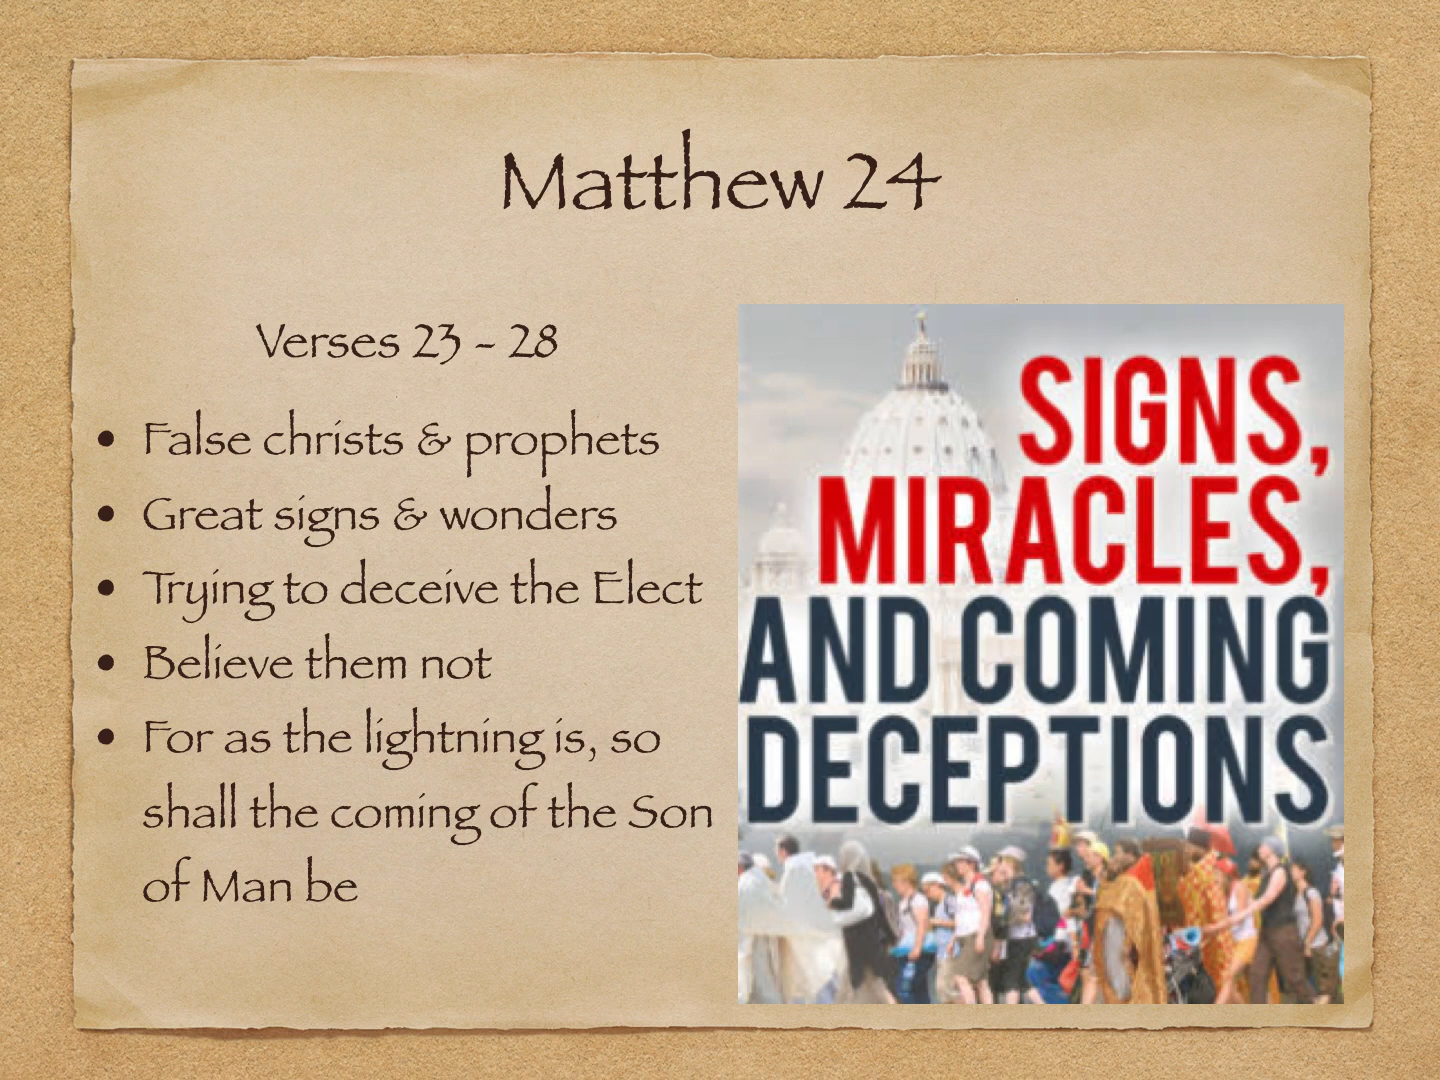 Matthew 24
Verses 23 - 28
• False christs & prophets
• Great signs & wonders
• Trying to deceive the Elect
• Believe them not
• For as the lightning is, so
shall the coming of the Son
of Man be
SIGNS,
MIRACLES,
AND COMING
DECEPTIONS